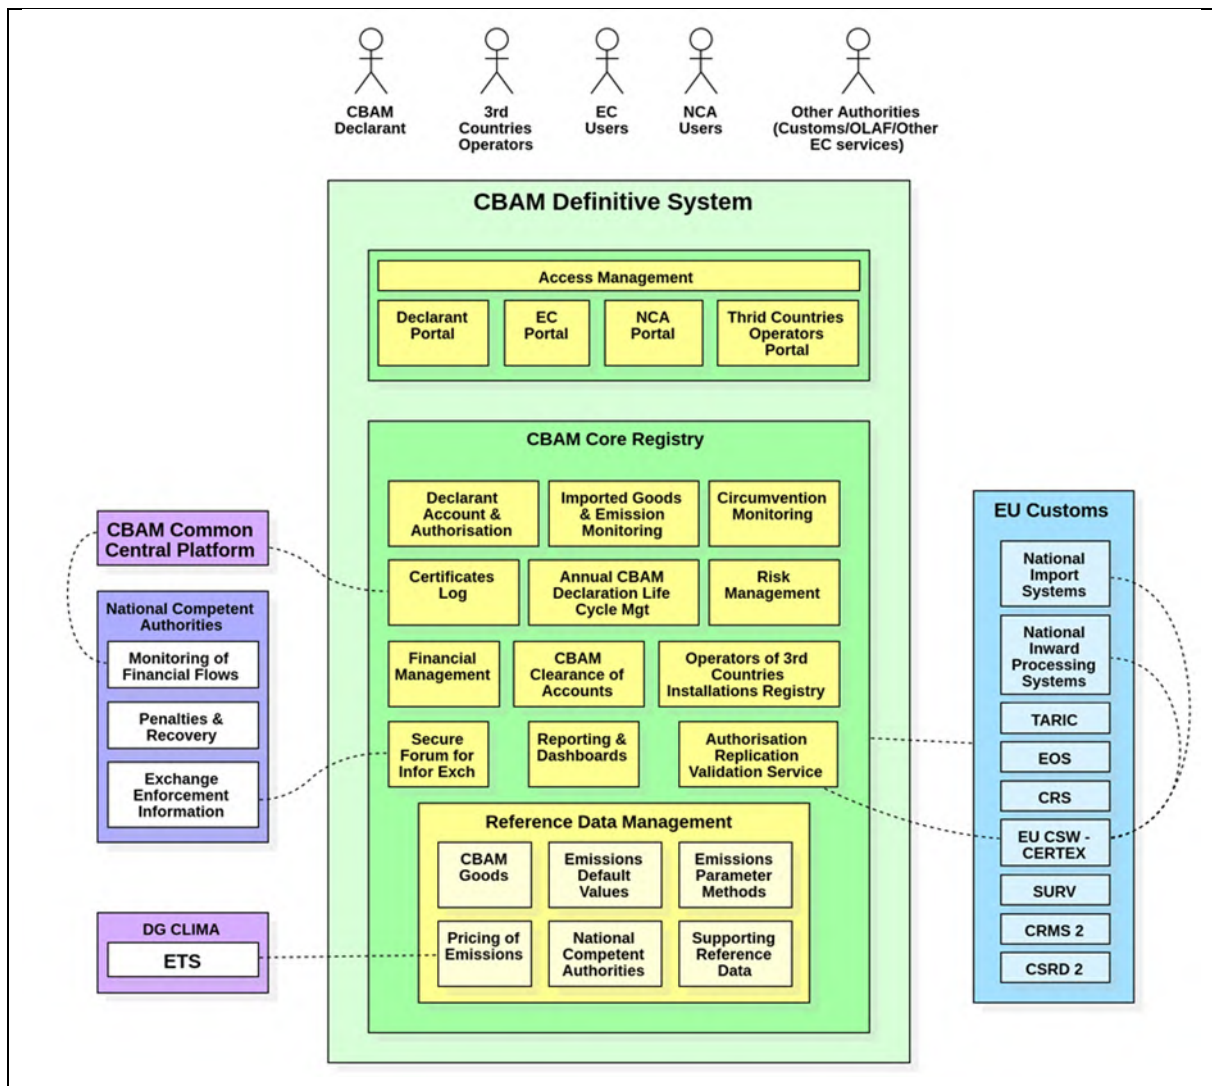 CBAM
Declarant
3rd
Countries
Operators
EC
Users
NCA
Users
Other Authorities
(Customs/OLAF/Other
EC services)
CBAM Definitive System
Access Management
Declarant
Portal
EC
Portal
NCA
Portal
Thrid Countries
Operators
Portal
CBAM Core Registry
Declarant
Account &
Authorisation
Imported Goods
& Emission
Monitoring
Circumvention
Monitoring
Certificates
Log
Annual CBAM
Declaration Life
Cycle Mgt
Risk
Management
Financial
Management
CBAM
Clearance of
Accounts
Operators of 3rd
Countries
Installations Registry
Secure
Forum for
Infor Exch
Reporting &
Dashboards
Authorisation
Replication
Validation Service
Reference Data Management
CBAM
Goods
Emissions
Default
Values
Emissions
Parameter
Methods
Pricing of
Emissions
National
Competent
Authorities
Supporting
Reference
Data
CBAM Common
Central Platform
National Competent
Authorities
Monitoring of
Financial Flows
Penalties &
Recovery
Exchange
Enforcement
Information
DG CLIMA
ETS
EU Customs
National
Import
Systems
National
Inward
Processing
Systems
TARIC
EOS
CRS
EU CSW -
CERTEX
SURV
CRMS 2
CSRD 2